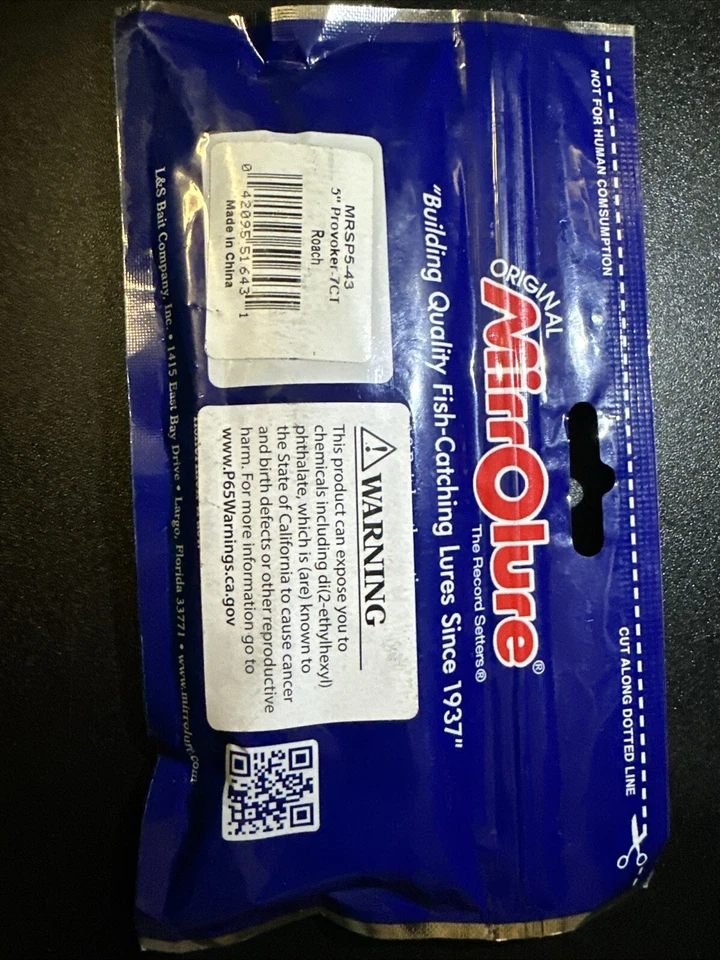 NOT FOR HUMAN COMSUMPTION
CUT ALONG DOTTED LINE
ORIGINAL
MirrOlure®
The Record Setters®
"Building Quality Fish-Catching Lures Since 1937"
MRSP5-43
5" Provoker-7CT
Roach
0 42095 51643 1
Made in China
WARNING
This product can expose you to
chemicals including di(2-ethylhexyl)
phthalate, which is (are) known to
the State of California to cause cancer
and birth defects or other reproductive
harm. For more information go to
www.P65Warnings.ca.gov
L&S Bait Company, Inc. • 1415 East Bay Drive • Largo, Florida 33771 • www.mirrolure.com